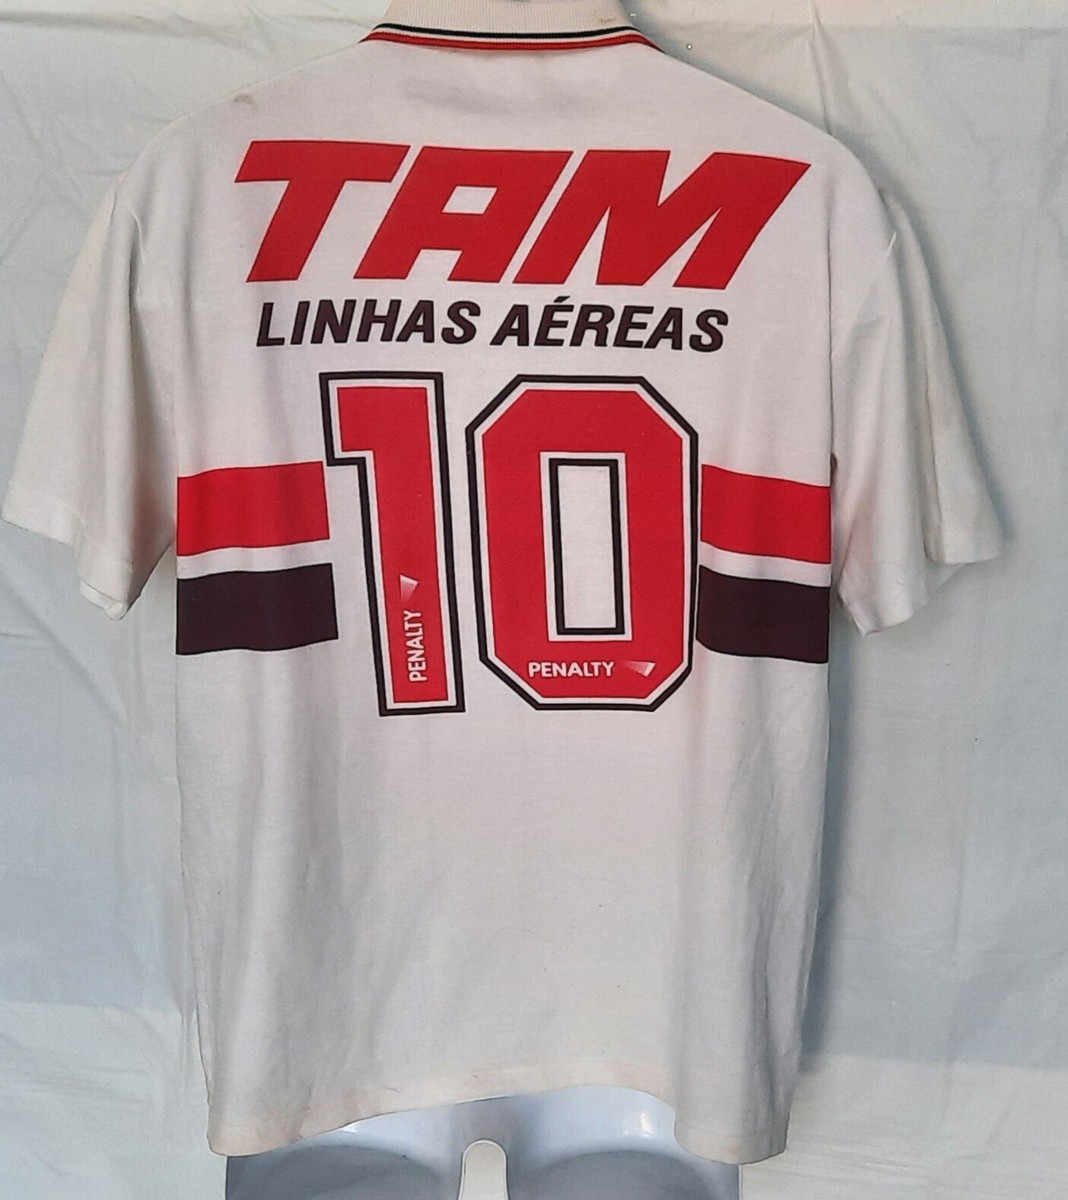 TAM
LINHAS AÉREAS
10
PENALTY
PENALTY